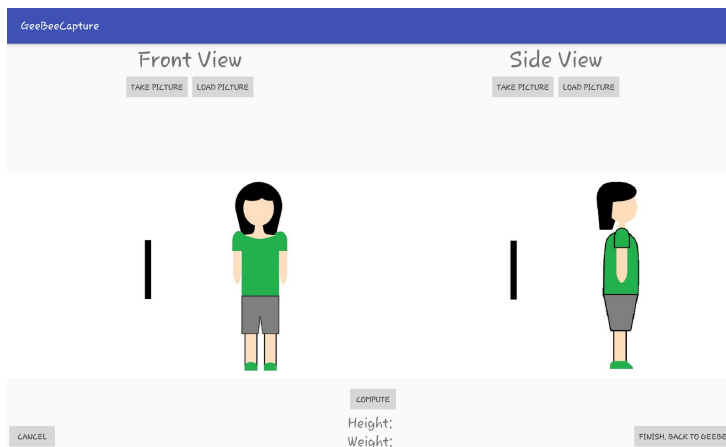 GeeBeeCapture
Front View
Side View
TAKE PICTURE LOAD PICTURE
TAKE PICTURE LOAD PICTURE
COMPUTE
Height:
Weight:
CANCEL
FINISH, BACK TO GEEBE